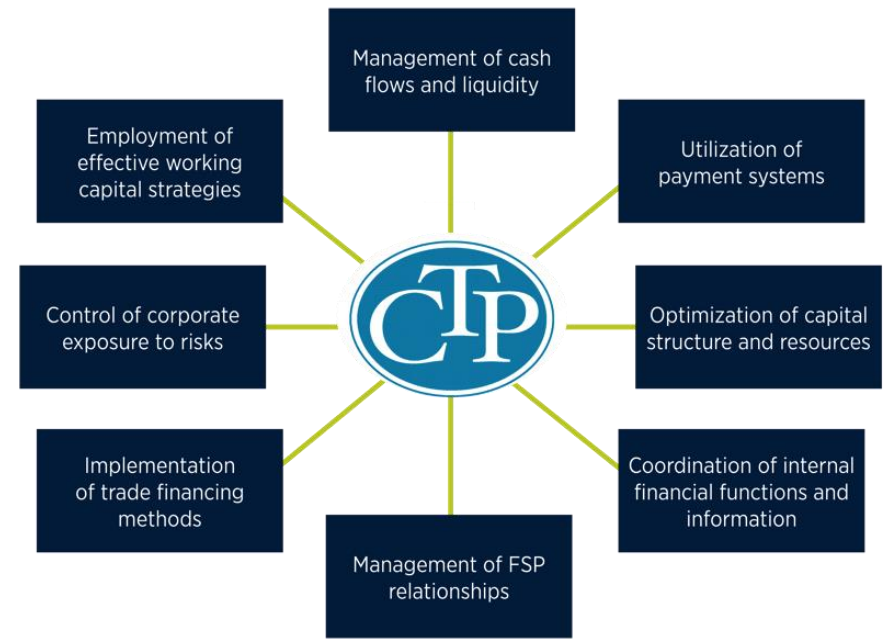 Management of cash
flows and liquidity
Employment of
effective working
capital strategies
Utilization of
payment systems
CTP
Control of corporate
exposure to risks
Optimization of capital
structure and resources
Implementation
of trade financing
methods
Coordination of internal
financial functions and
information
Management of FSP
relationships